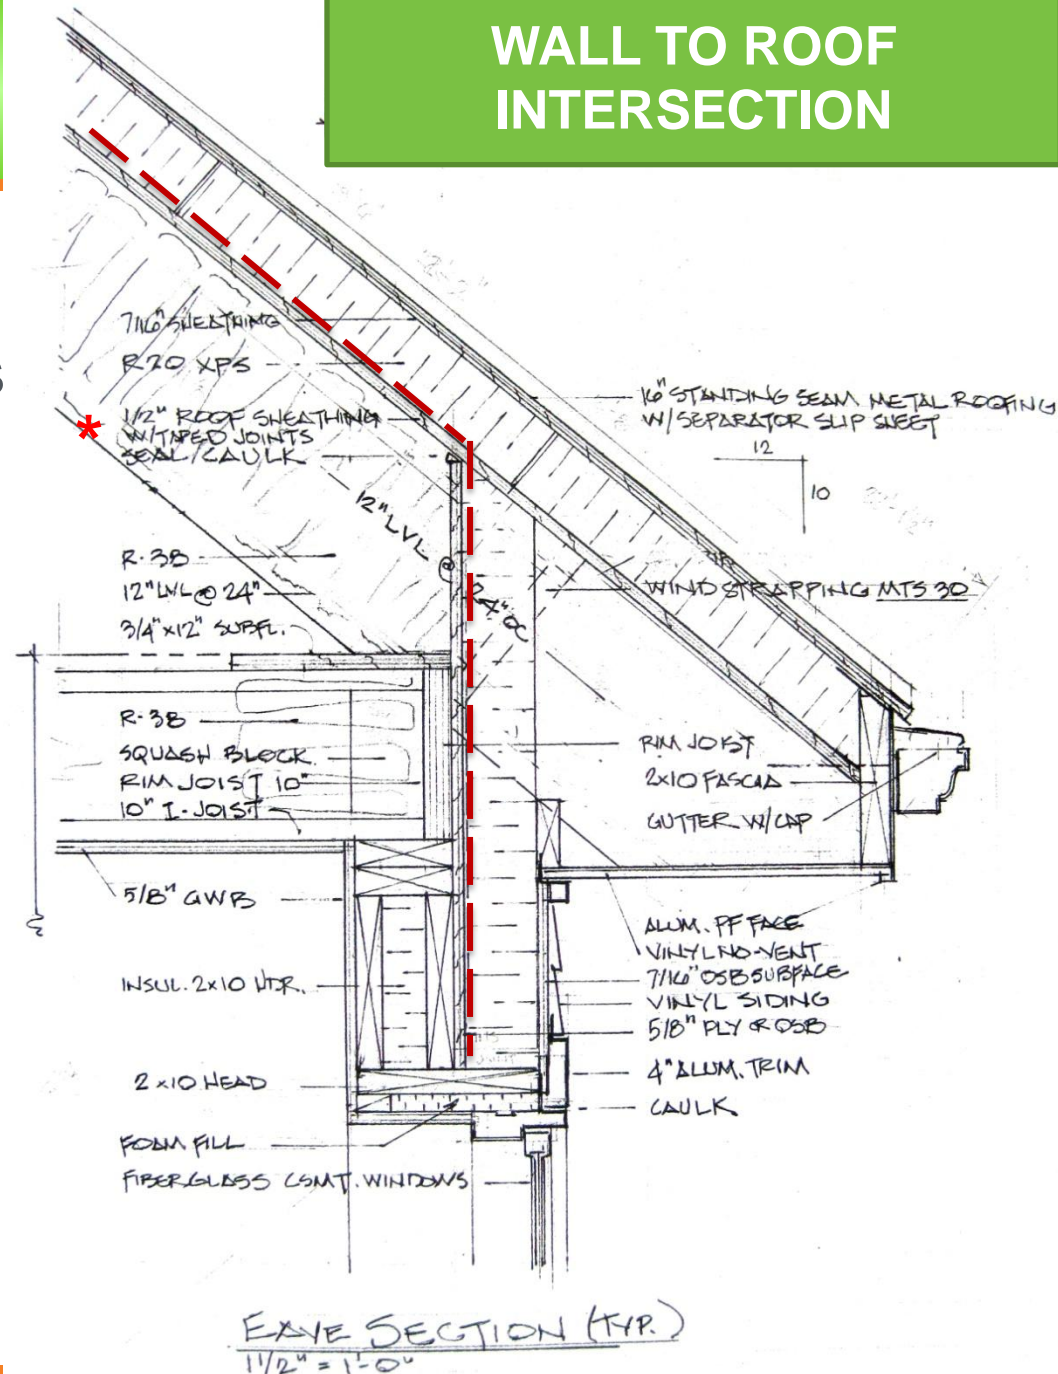 WALL TO ROOF
INTERSECTION
S
7/16" SHEATHING
R-20 XPS
*
1/2" ROOF SHEATHING
W/TAPED JOINTS
SEAL/CAULK
12" LVL @ 24" OC
R-38
12" LVL @ 24"
3/4"x12" SUBFL.
R-38
SQUASH BLOCK
RIM JOIST 10"
10" I-JOIST
5/8" GWB
INSUL. 2x10 HDR.
2x10 HEAD
FOAM FILL
FIBERGLASS CSMT. WINDOWS
16" STANDING SEAM METAL ROOFING
W/SEPARATOR SLIP SHEET
12
10
WIND STRAPPING MTS 30
RIM JOIST
2x10 FASCIA
GUTTER W/CAP
ALUM. PF FACE
VINYL NO-VENT
7/16" OSB SUBFACE
VINYL SIDING
5/8" PLY OR OSB
4" ALUM. TRIM
CAULK
EAVE SECTION (TYP.)
1 1/2" = 1'-0"